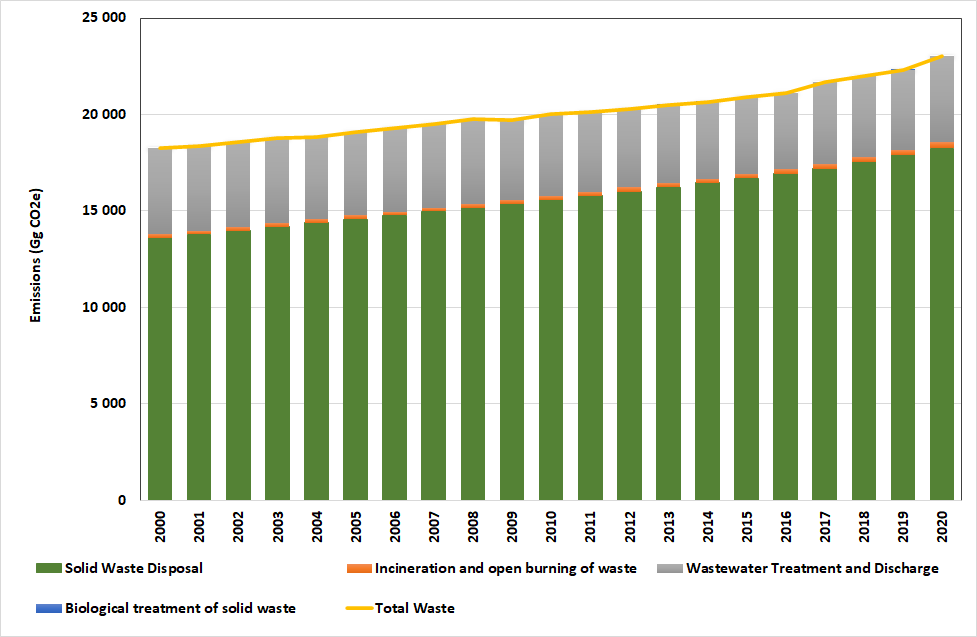 25 000
20 000
15 000
10 000
5 000
0
Emissions (Gg CO2e)
2000 2001 2002 2003 2004 2005 2006 2007 2008 2009 2010 2011 2012 2013 2014 2015 2016 2017 2018 2019 2020
Solid Waste Disposal Incineration and open burning of waste Wastewater Treatment and Discharge
Biological treatment of solid waste Total Waste